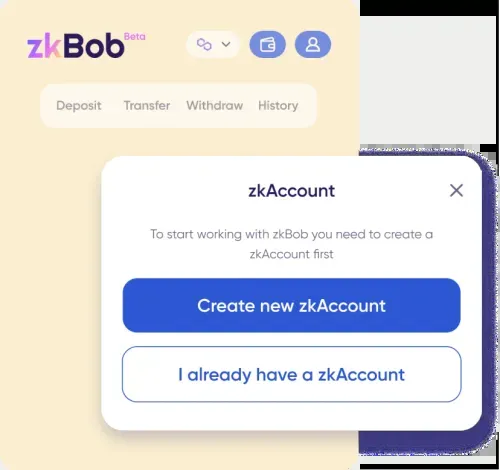 zkBob Beta
Deposit Transfer Withdraw History
zkAccount
To start working with zkBob you need to create a
zkAccount first
Create new zkAccount
I already have a zkAccount